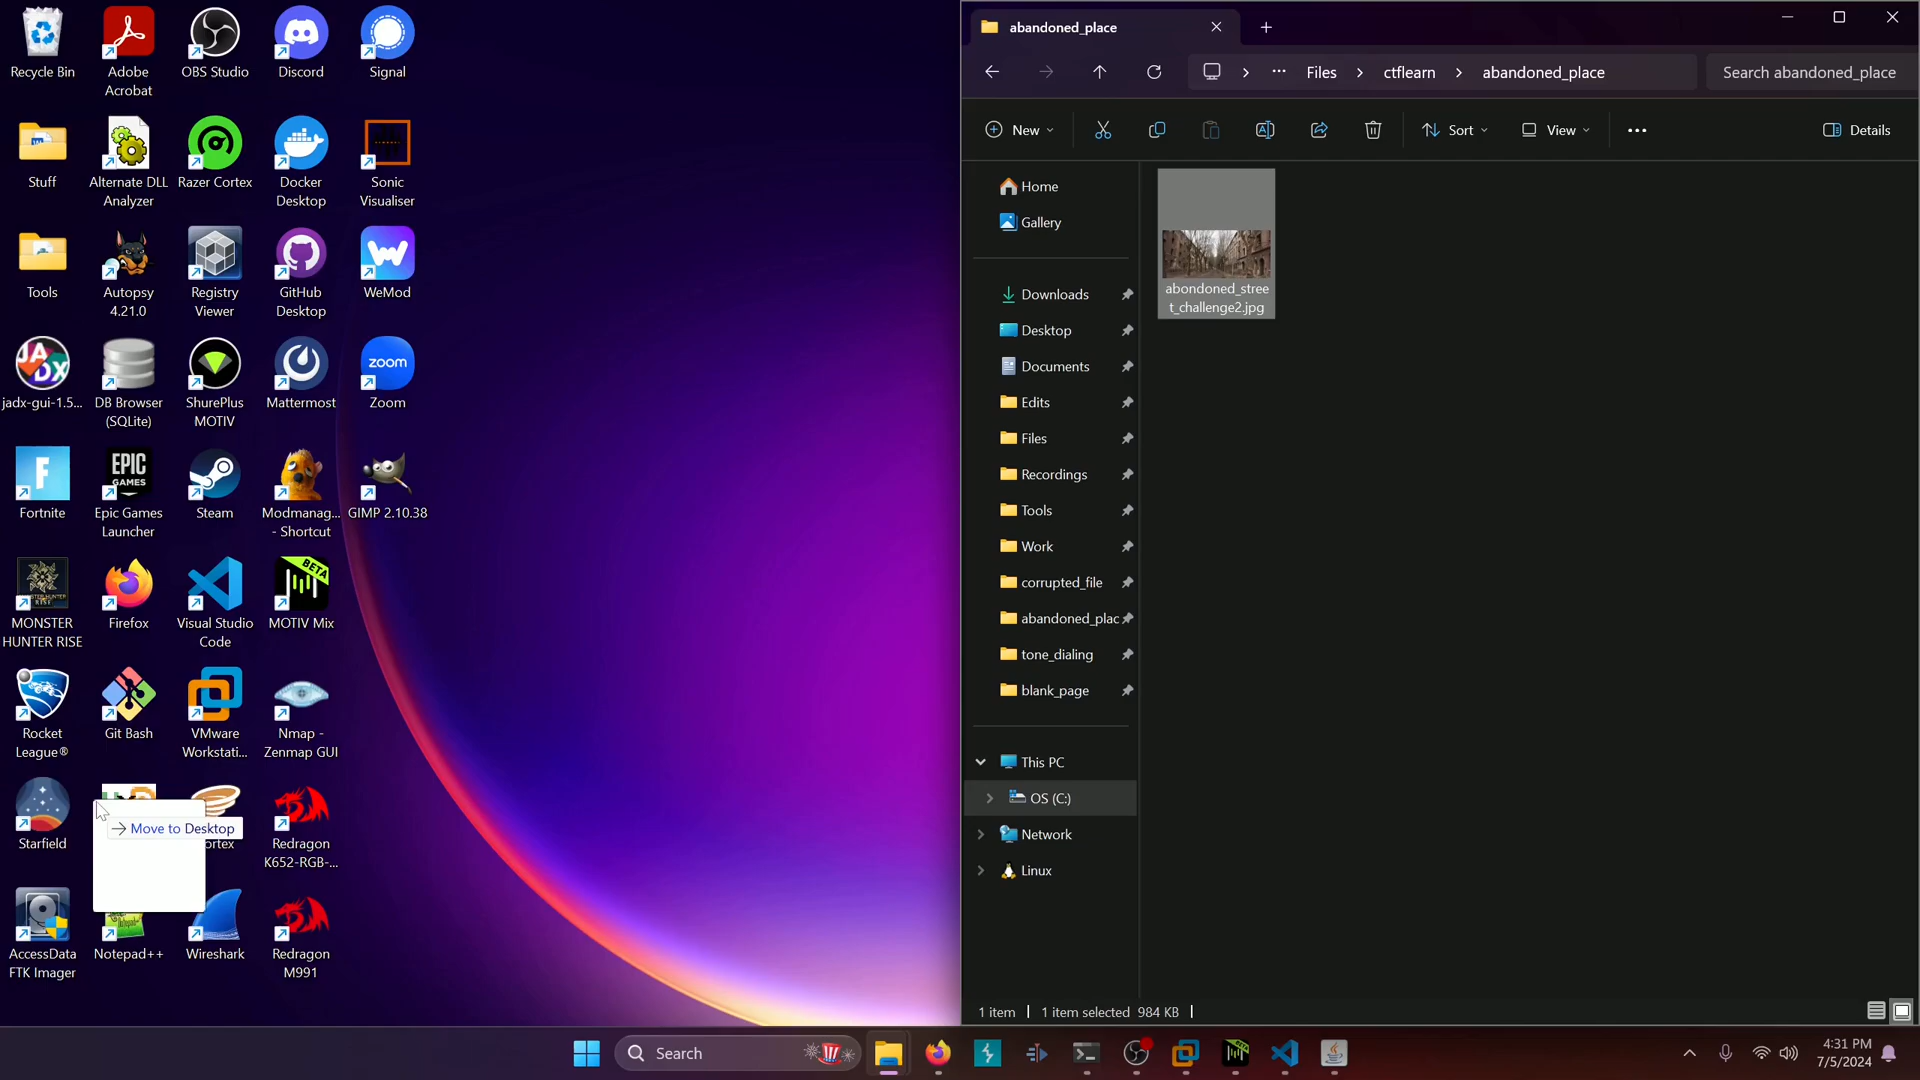 Recycle Bin
Adobe
Acrobat
OBS Studio
Discord
Signal
Stuff
Alternate DLL
Analyzer
Razer Cortex
Docker
Desktop
Sonic
Visualiser
Tools
Autopsy
4.21.0
Registry
Viewer
GitHub
Desktop
WeMod
jadx-gui-1.5...
DB Browser
(SQLite)
ShurePlus
MOTIV
Mattermost
zoom
Zoom
Fortnite
EPIC
GAMES
Epic Games
Launcher
Steam
Modmanag...
- Shortcut
GIMP 2.10.38
MONSTER
HUNTER RISE
Firefox
Visual Studio
Code
BETA
MOTIV Mix
Rocket
League®
Git Bash
VMware
Workstati...
Nmap -
Zenmap GUI
Starfield
Move to Desktop
Redragon
K652-RGB-...
AccessData
FTK Imager
Notepad++
Wireshark
Redragon
M991
abandoned_place
… Files > ctflearn > abandoned_place
Search abandoned_place
New
Sort
View
Details
Home
Gallery
Downloads
Desktop
Documents
Edits
Files
Recordings
Tools
Work
corrupted_file
abandoned_plac
tone_dialing
blank_page
This PC
OS (C:)
Network
Linux
abondoned_stree
t_challenge2.jpg
1 item
1 item selected 984 KB
Search
4:31 PM
7/5/2024